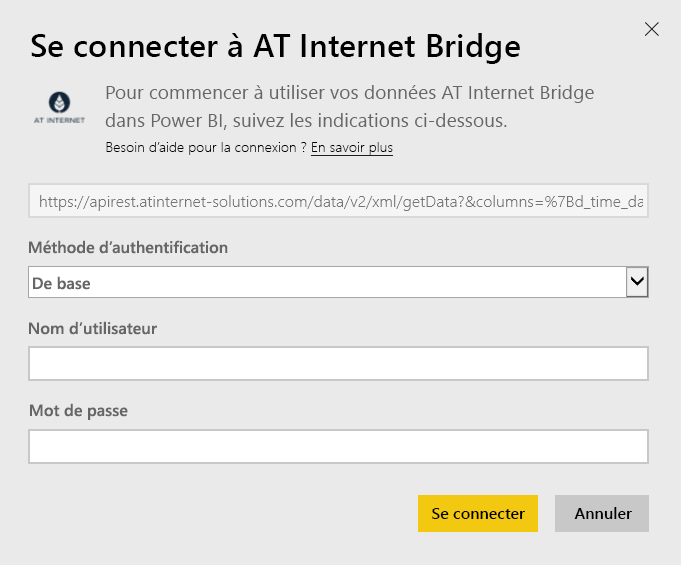 Se connecter à AT Internet Bridge
AT INTERNET
Pour commencer à utiliser vos données AT Internet Bridge
dans Power BI, suivez les indications ci-dessous.
Besoin d’aide pour la connexion ? En savoir plus
https://apirest.atinternet-solutions.com/data/v2/xml/getData?&columns=%7Bd_time_da
Méthode d’authentification
De base
Nom d’utilisateur
Mot de passe
Se connecter
Annuler